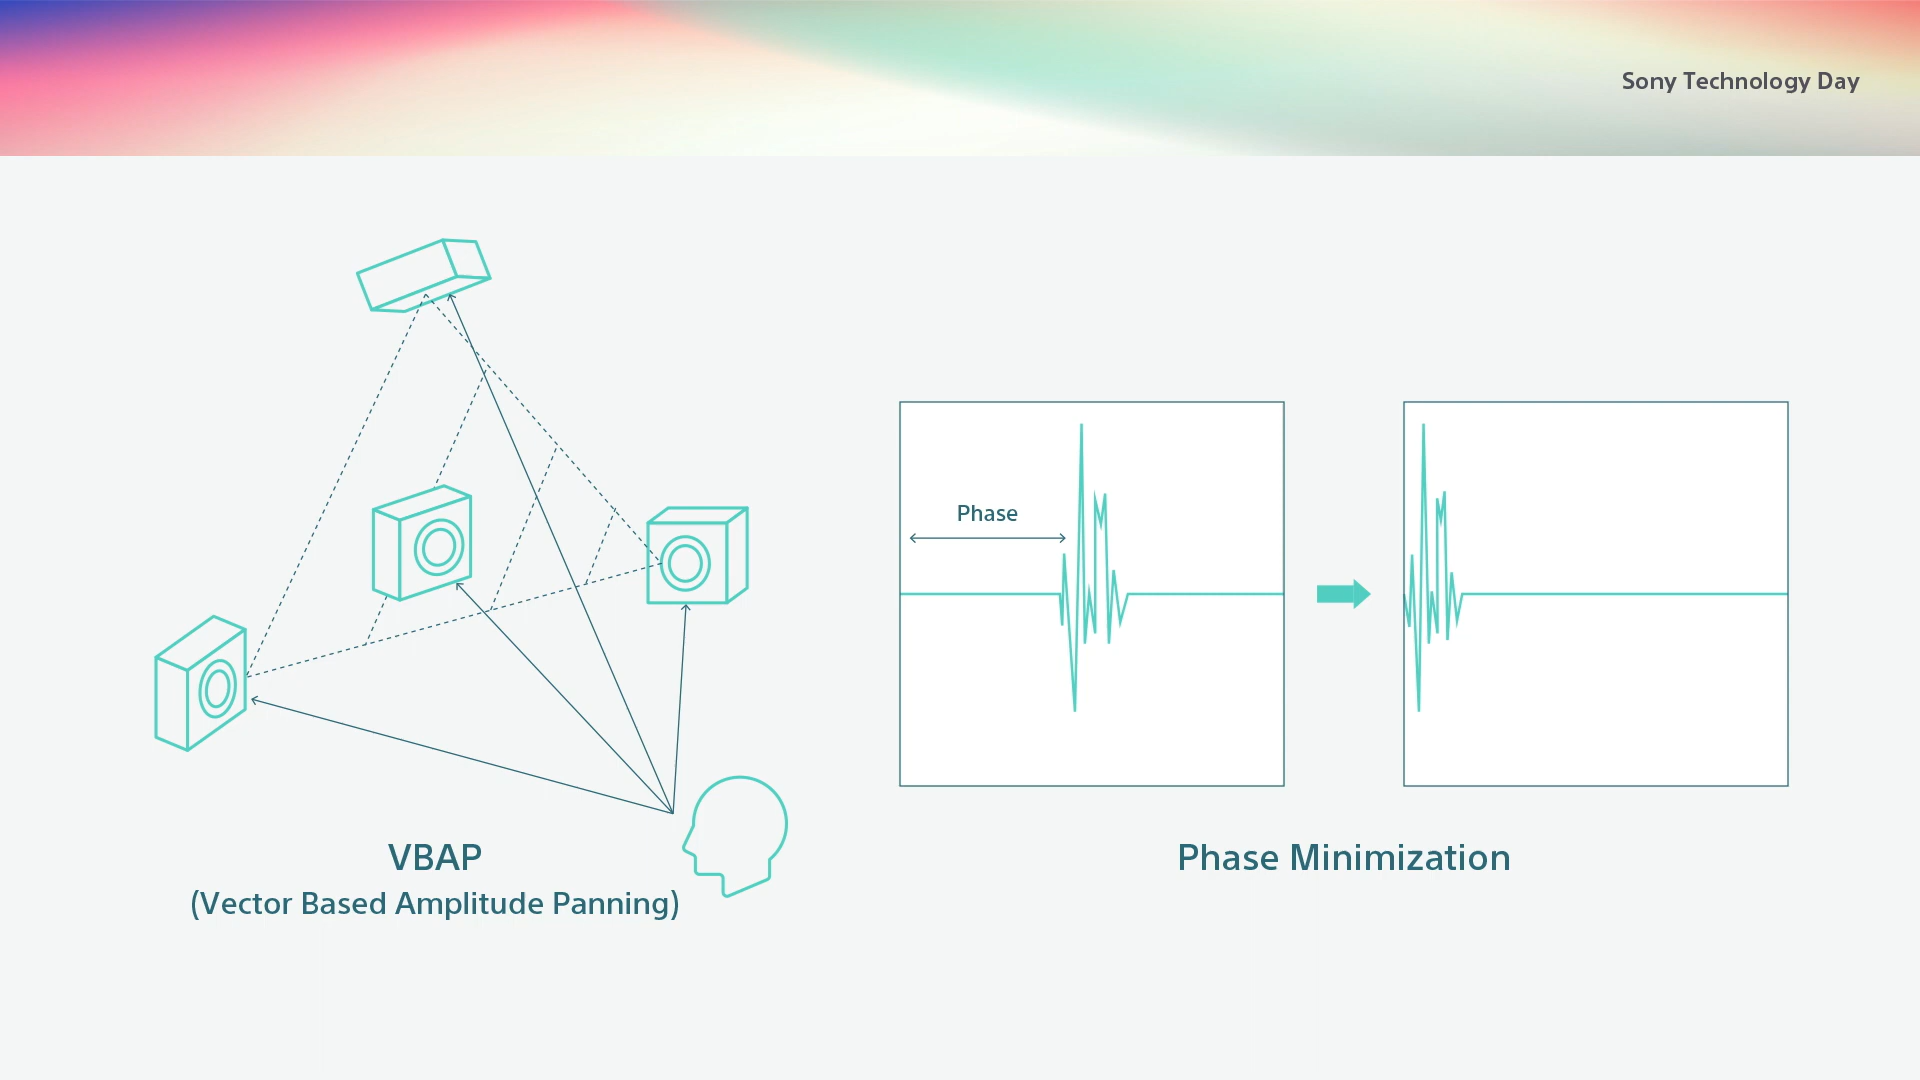 Sony Technology Day
Phase
VBAP
(Vector Based Amplitude Panning)
Phase Minimization